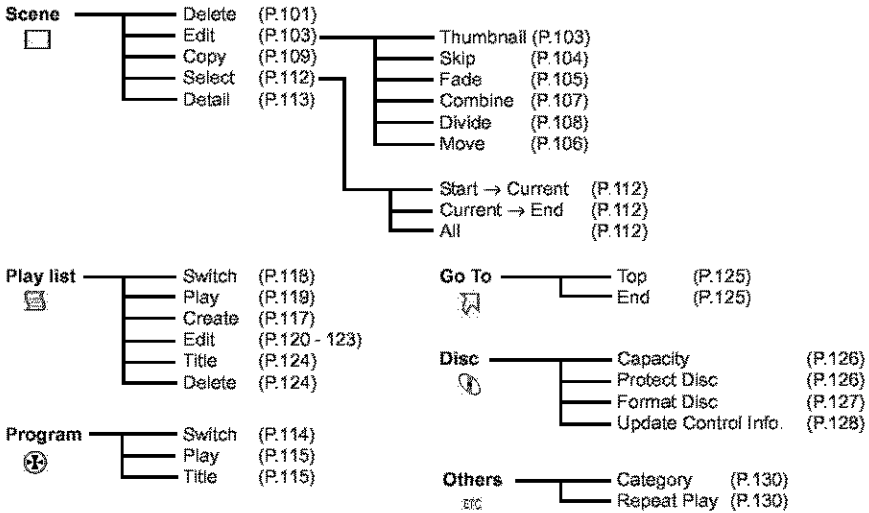 Scene
Delete (P.101)
Edit (P.103)
Copy (P.109)
Select (P.112)
Detail (P.113)
Thumbnail (P.103)
Skip (P.104)
Fade (P.105)
Combine (P.107)
Divide (P.108)
Move (P.106)
Start → Current (P.112)
Current → End (P.112)
All (P.112)
Play list
Switch (P.118)
Play (P.119)
Create (P.117)
Edit (P.120 - 123)
Title (P.124)
Delete (P.124)
Program
Switch (P.114)
Play (P.115)
Title (P.115)
Go To
Top (P.125)
End (P.125)
Disc
Capacity (P.126)
Protect Disc (P.126)
Format Disc (P.127)
Update Control Info. (P.128)
Others
ETC
Category (P.130)
Repeat Play (P.130)